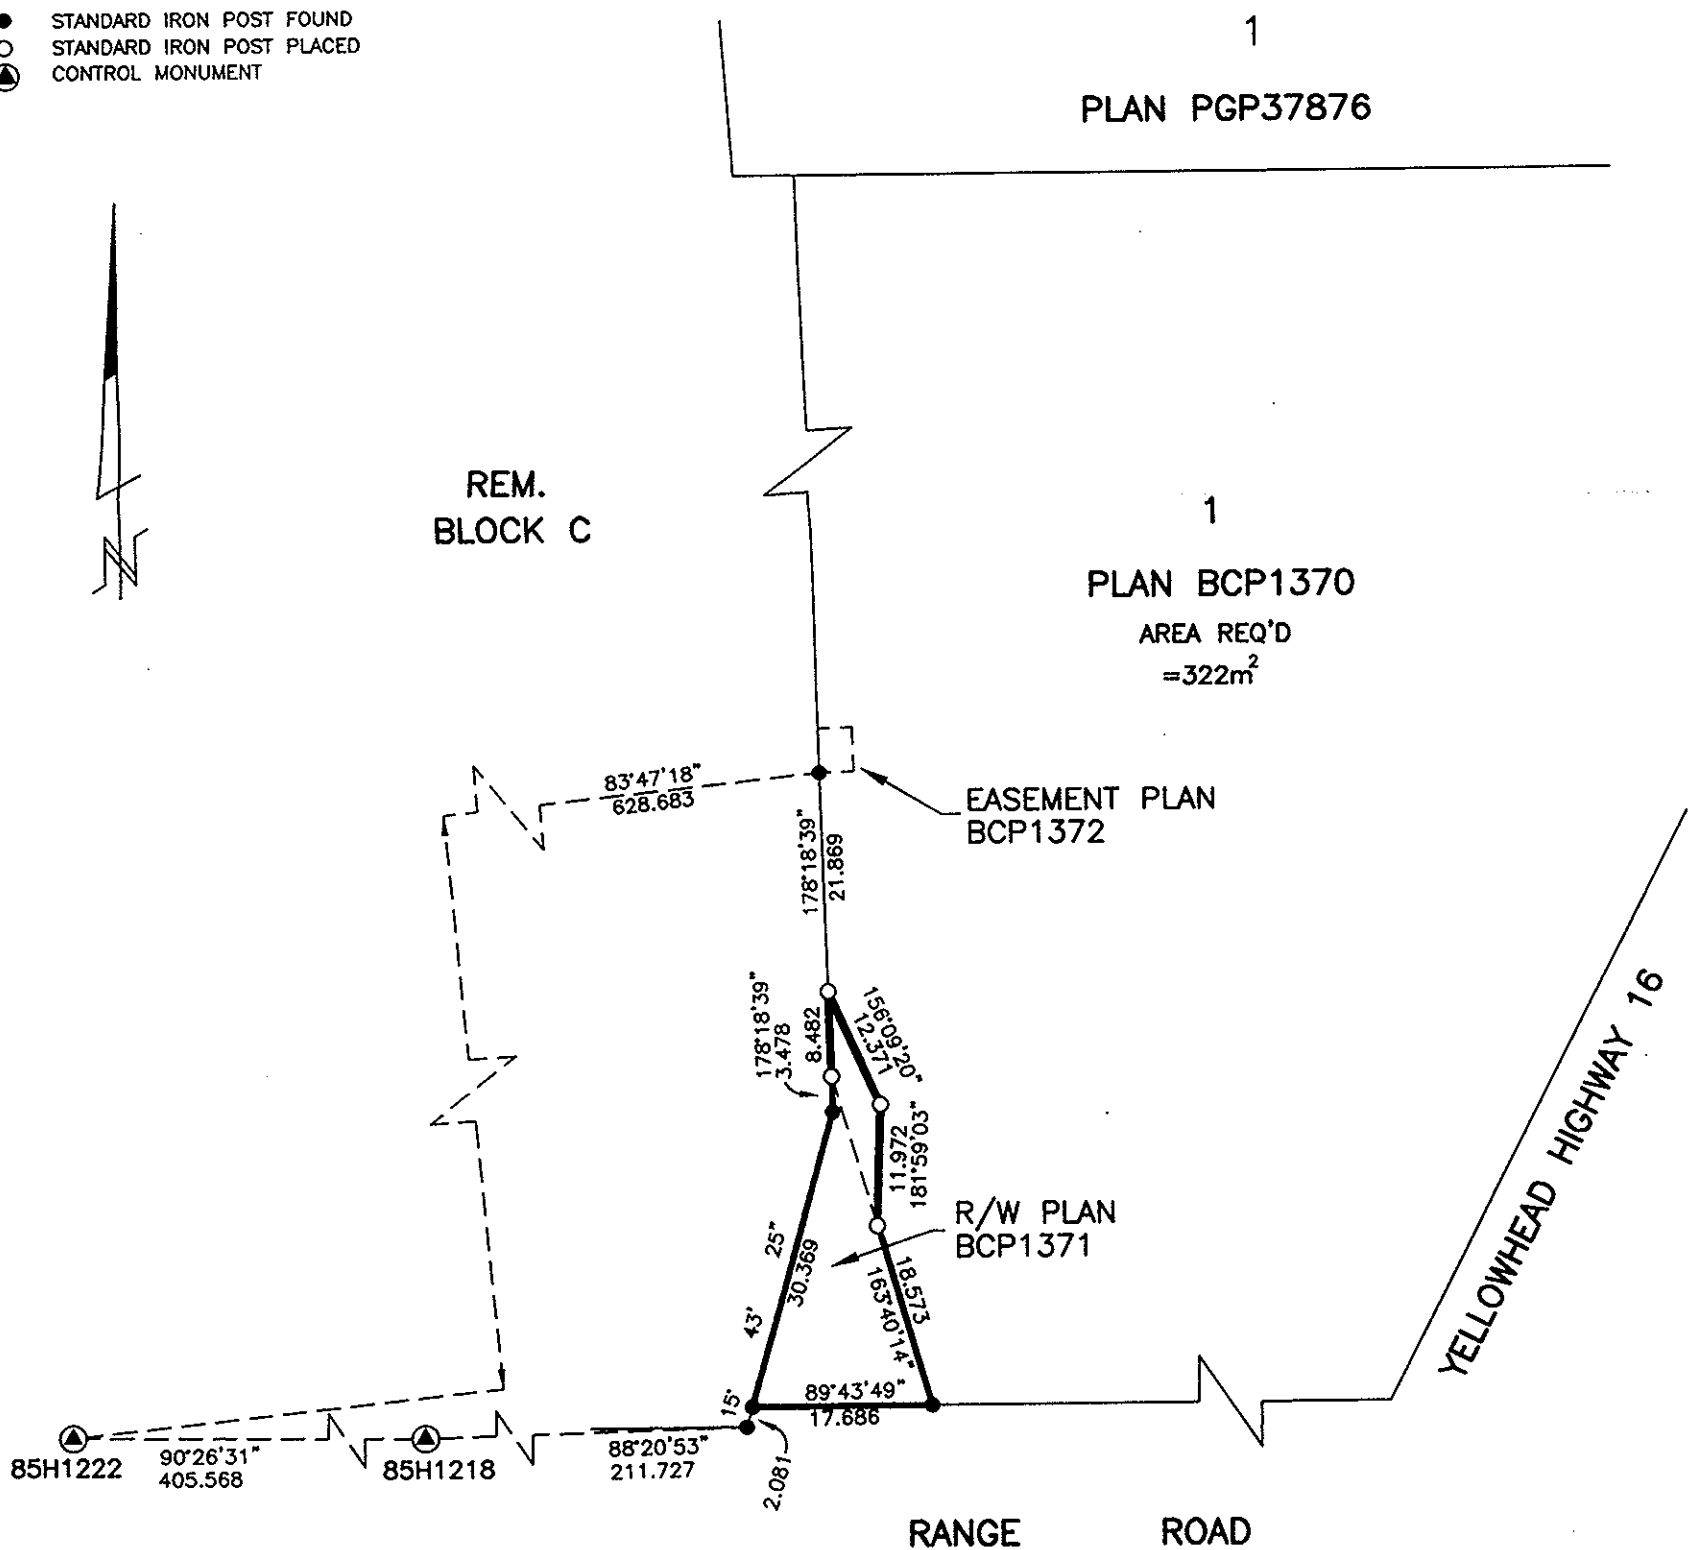 STANDARD IRON POST FOUND
STANDARD IRON POST PLACED
CONTROL MONUMENT
1
PLAN PGP37876
REM.
BLOCK C
1
PLAN BCP1370
AREA REQ'D
=322m²
N
83°47'18"
628.683
EASEMENT PLAN
BCP1372
178°18'39"
21.869
178°18'39"
3.478
8.482
156°09'20"
12.371
11.972
181°59'03"
R/W PLAN
BCP1371
15° 43' 25"
30.369
18.573
163°40'14"
89°43'49"
17.686
2.081
85H1222
90°26'31"
405.568
85H1218
88°20'53"
211.727
YELLOWHEAD HIGHWAY 16
RANGE ROAD